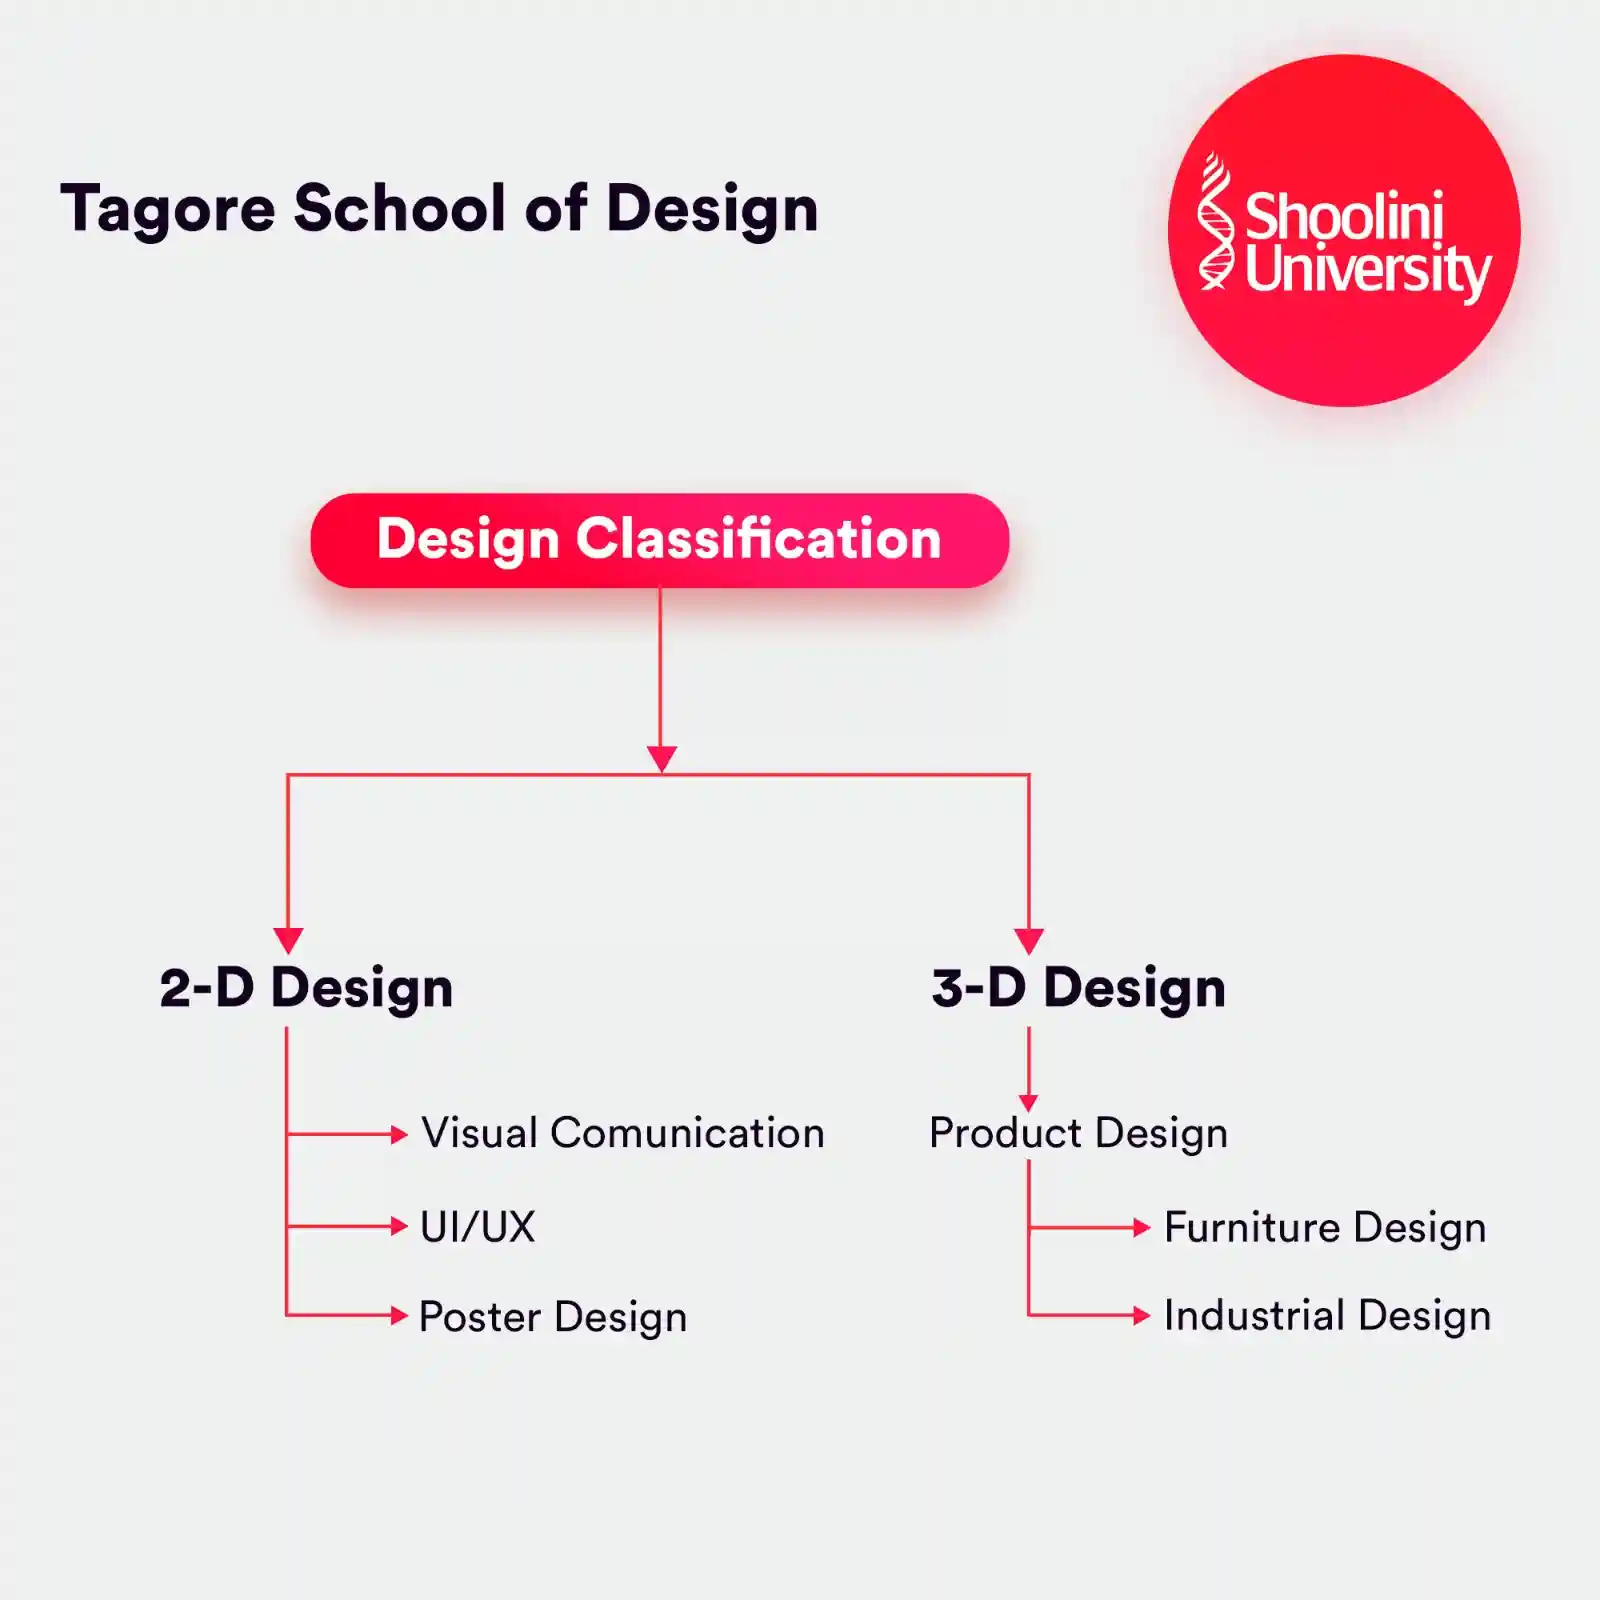 Tagore School of Design
Shoolini
University
Design Classification
2-D Design
Visual Comunication
UI/UX
Poster Design
3-D Design
Product Design
Furniture Design
Industrial Design